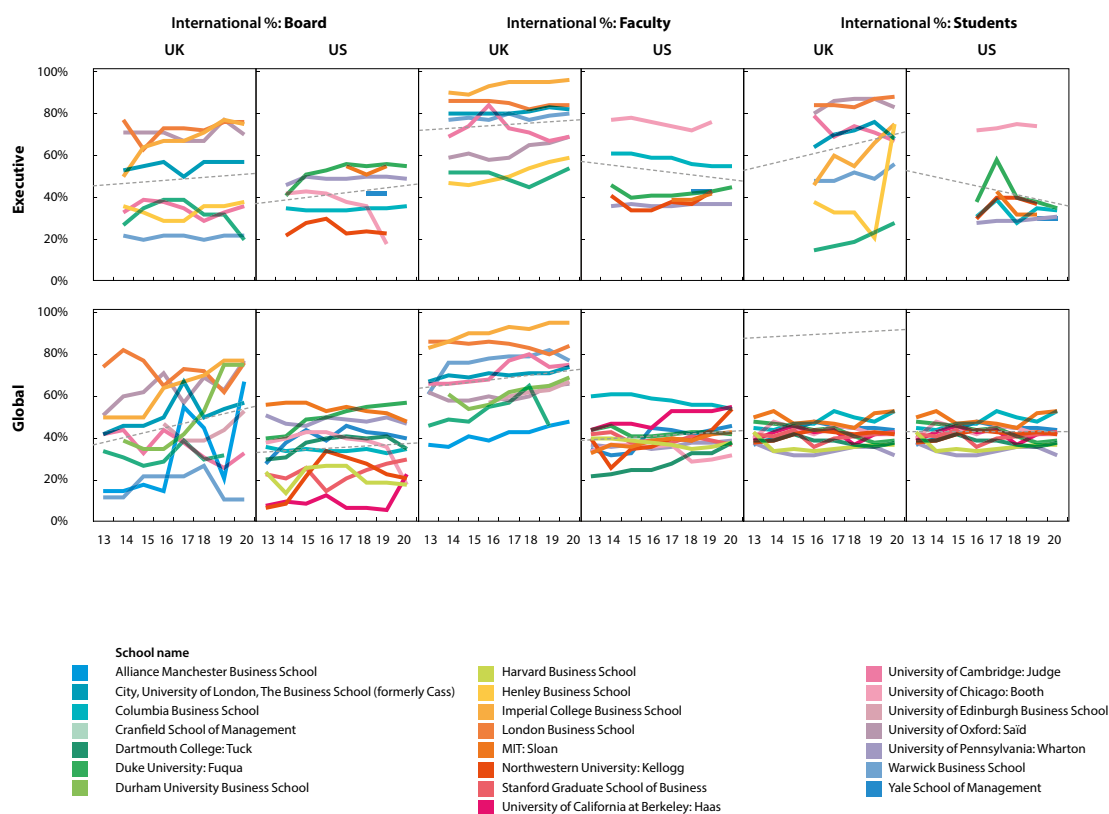 International %: Board International %: Faculty International %: Students
UK US UK US UK US
Executive
100%
80%
60%
40%
20%
0%
Global
100%
80%
60%
40%
20%
0%
13 14 15 16 17 18 19 20 13 14 15 16 17 18 19 20 13 14 15 16 17 18 19 20 13 14 15 16 17 18 19 20 13 14 15 16 17 18 19 20 13 14 15 16 17 18 19 20
School name
Alliance Manchester Business School
City, University of London, The Business School (formerly Cass)
Columbia Business School
Cranfield School of Management
Dartmouth College: Tuck
Duke University: Fuqua
Durham University Business School
Harvard Business School
Henley Business School
Imperial College Business School
London Business School
MIT: Sloan
Northwestern University: Kellogg
Stanford Graduate School of Business
University of California at Berkeley: Haas
University of Cambridge: Judge
University of Chicago: Booth
University of Edinburgh Business School
University of Oxford: Saïd
University of Pennsylvania: Wharton
Warwick Business School
Yale School of Management